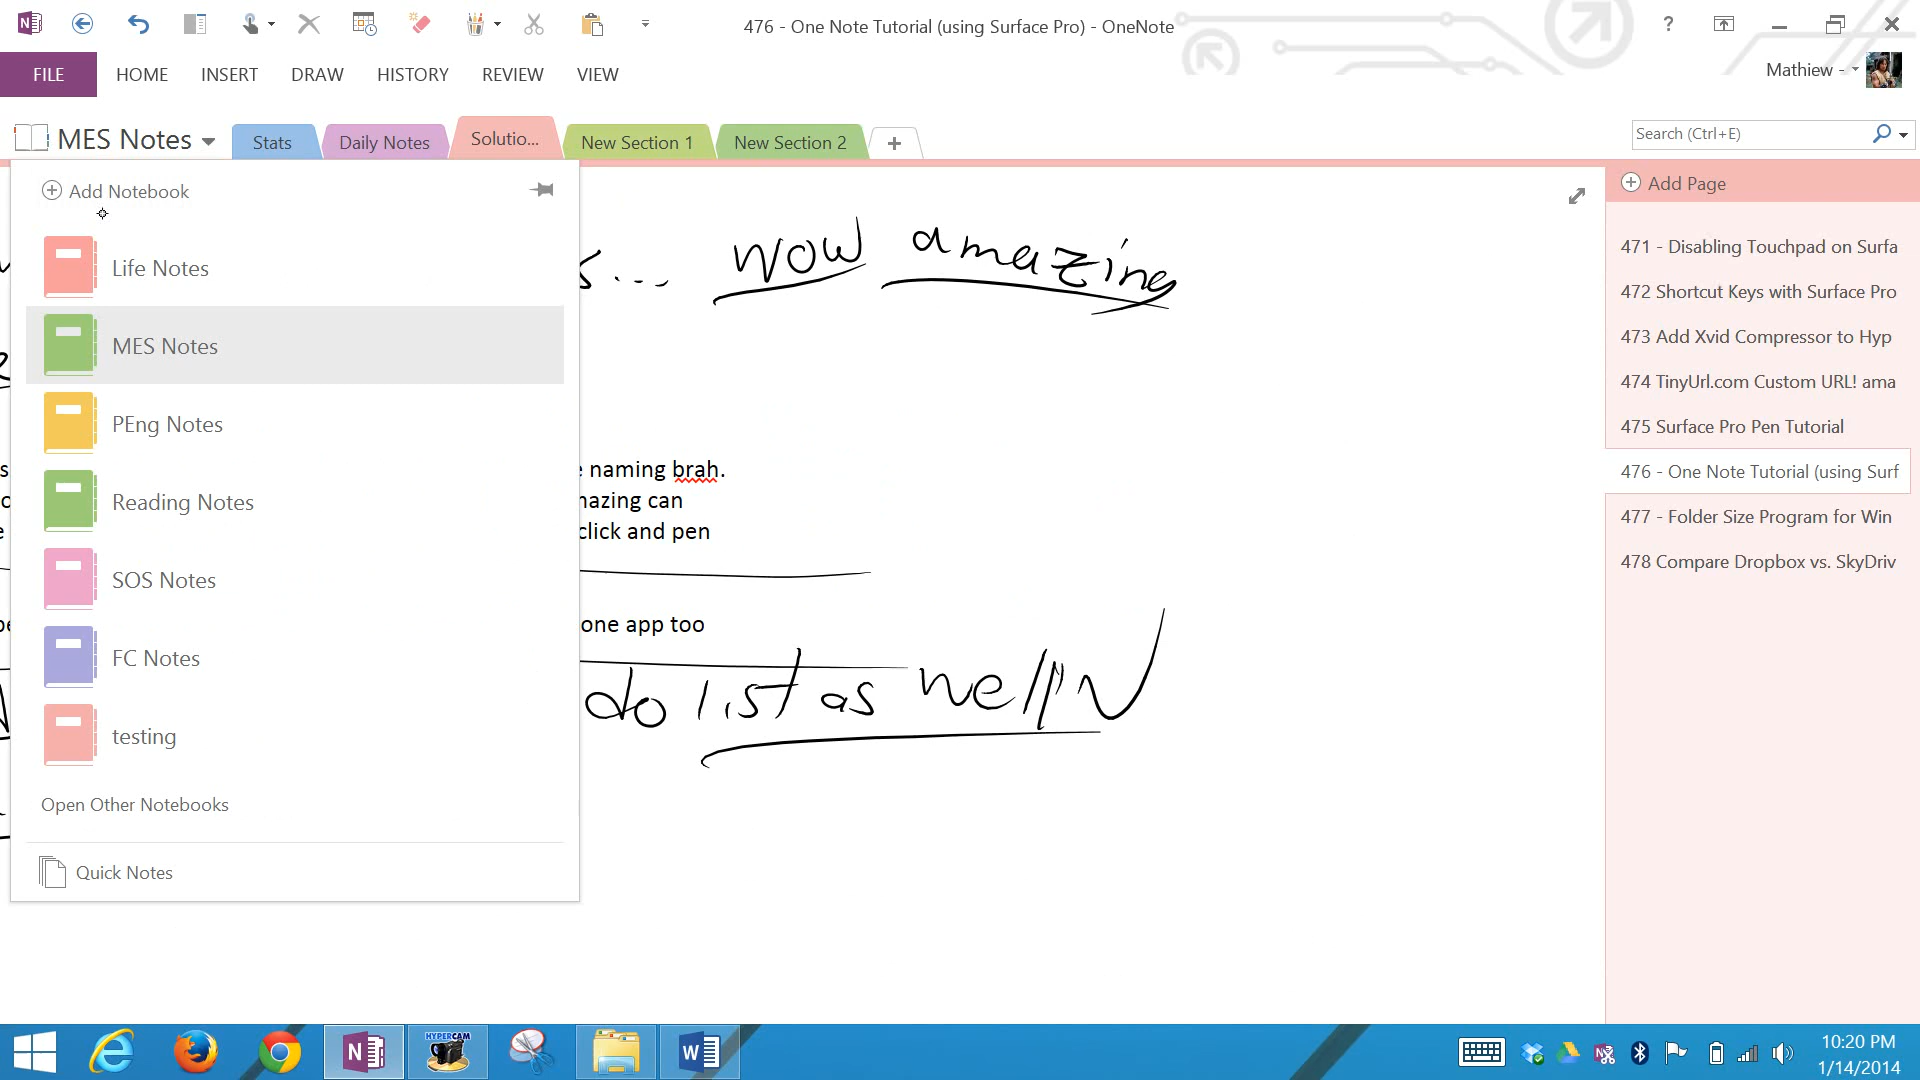 476 - One Note Tutorial (using Surface Pro) - OneNote
FILE HOME INSERT DRAW HISTORY REVIEW VIEW
Mathiew -
MES Notes
Stats Daily Notes Solutio... New Section 1 New Section 2
Search (Ctrl+E)
Add Notebook
Life Notes
MES Notes
PEng Notes
Reading Notes
SOS Notes
FC Notes
testing
Open Other Notebooks
Quick Notes
s... wow amazing
naming brah.
can
click and pen
one app too
do list as well
Add Page
471 - Disabling Touchpad on Surfa
472 Shortcut Keys with Surface Pro
473 Add Xvid Compressor to Hyp
474 TinyUrl.com Custom URL! ama
475 Surface Pro Pen Tutorial
476 - One Note Tutorial (using Surf
477 - Folder Size Program for Win
478 Compare Dropbox vs. SkyDriv
HYPERCAM
10:20 PM
1/14/2014